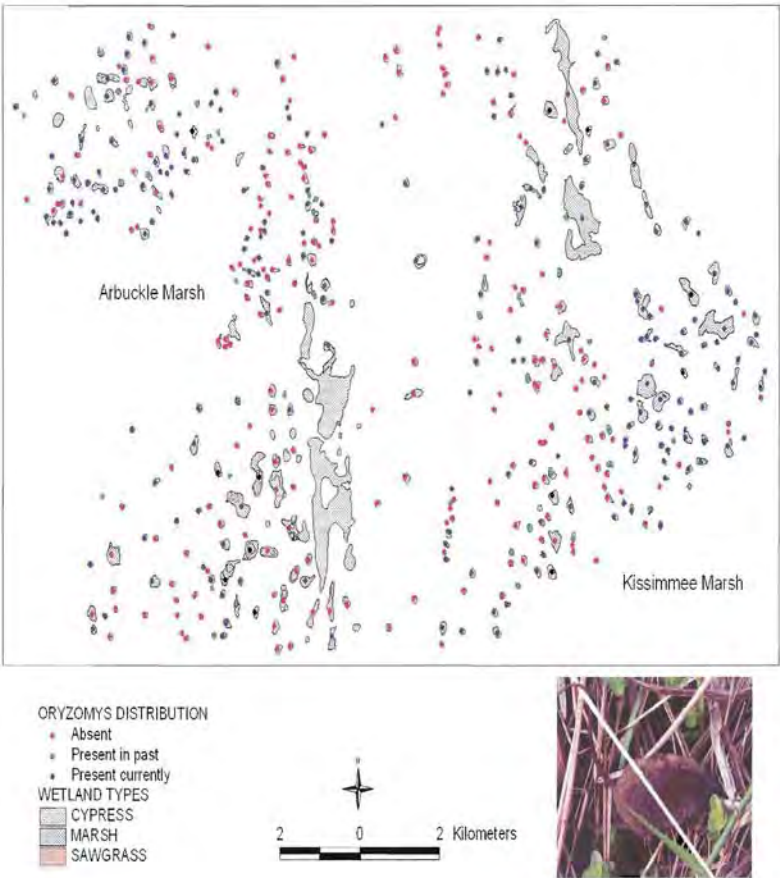 Arbuckle Marsh
Kissimmee Marsh
ORYZOMYS DISTRIBUTION
Absent
Present in past
Present currently
WETLAND TYPES
CYPRESS
MARSH
SAWGRASS
2 0 2 Kilometers